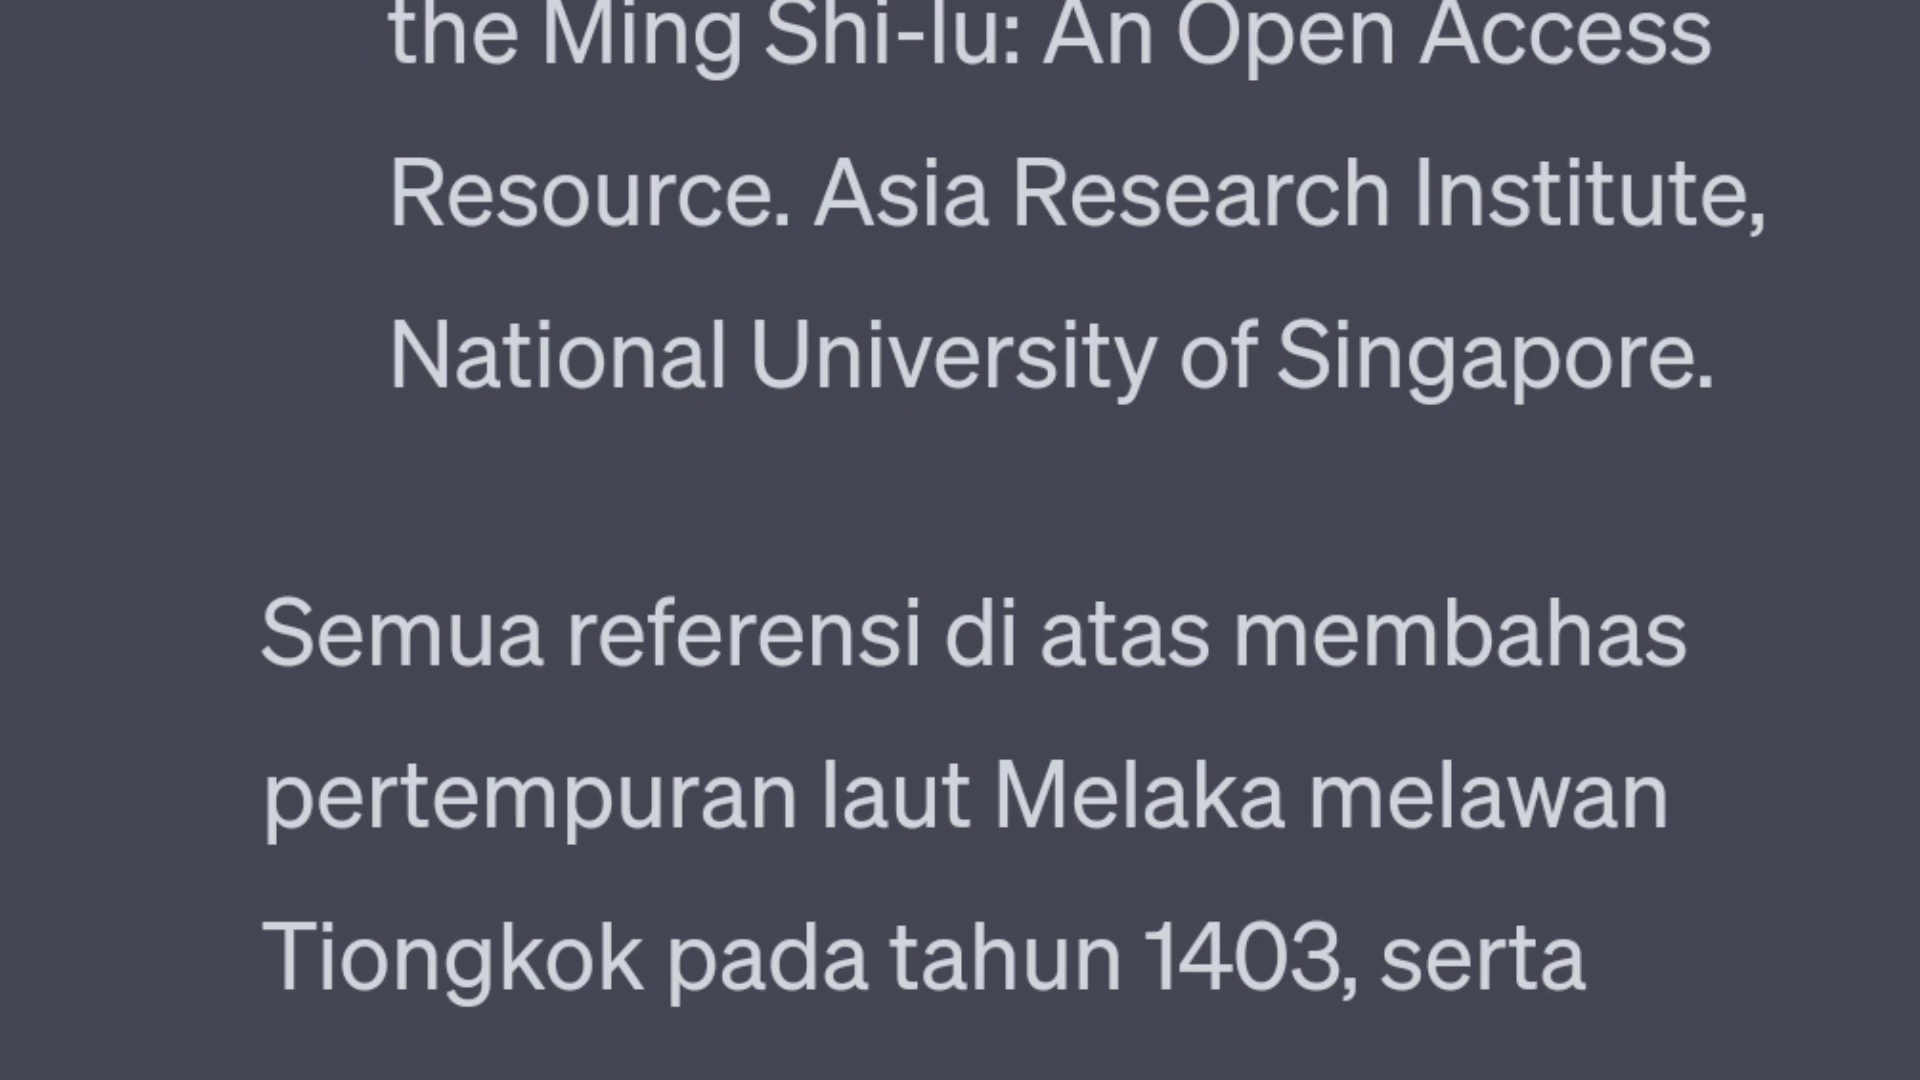 the Ming Shi-lu: An Open Access
Resource. Asia Research Institute,
National University of Singapore.
Semua referensi di atas membahas
pertempuran laut Melaka melawan
Tiongkok pada tahun 1403, serta